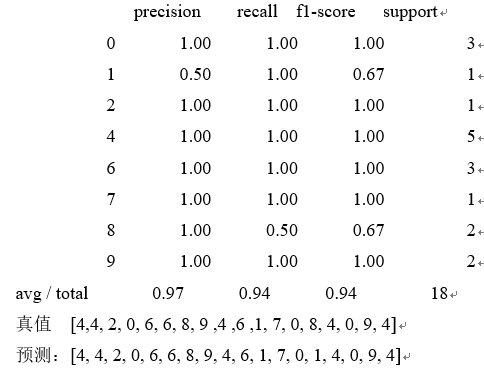 precision recall f1-score support
0 1.00 1.00 1.00 3
1 0.50 1.00 0.67 1
2 1.00 1.00 1.00 1
4 1.00 1.00 1.00 5
6 1.00 1.00 1.00 3
7 1.00 1.00 1.00 1
8 1.00 0.50 0.67 2
9 1.00 1.00 1.00 2
avg / total 0.97 0.94 0.94 18
真值 [4,4, 2, 0, 6, 6, 8, 9 ,4 ,6 ,1, 7, 0, 8, 4, 0, 9, 4]
预测：[4, 4, 2, 0, 6, 6, 8, 9, 4, 6, 1, 7, 0, 1, 4, 0, 9, 4]